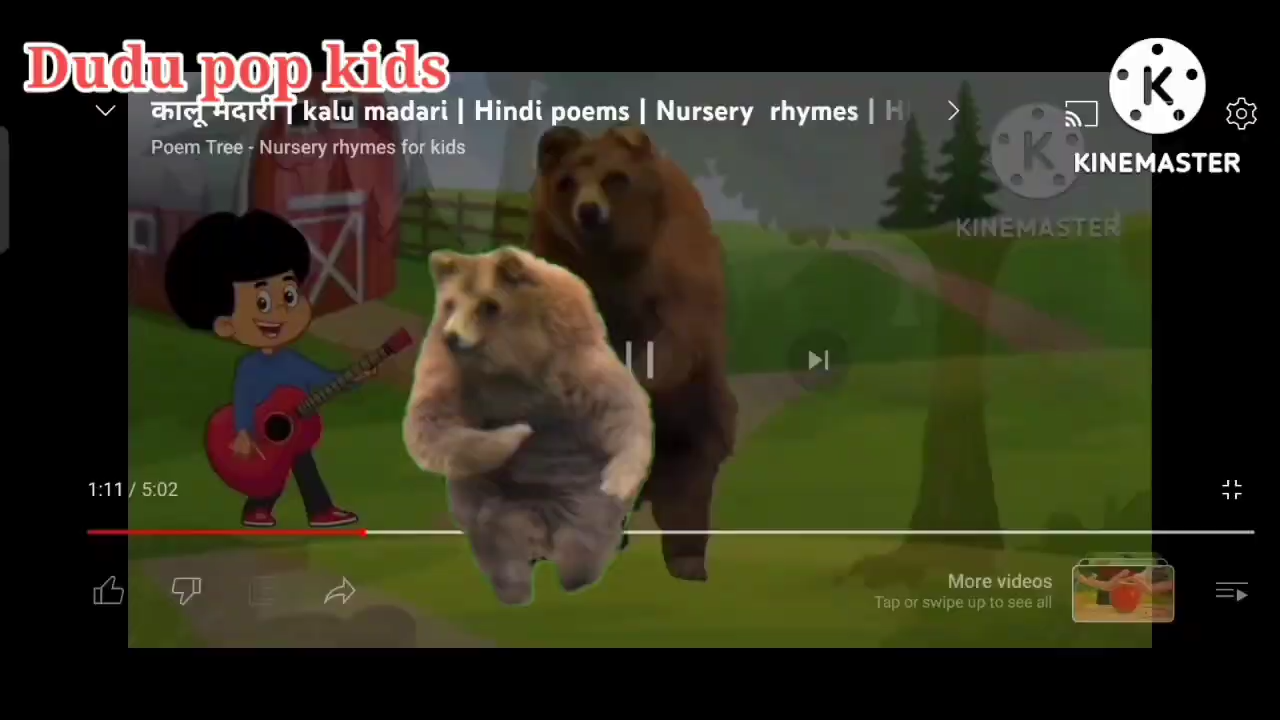 Dudu pop kids
कालू मदारी | kalu madari | Hindi poems | Nursery rhymes | H
Poem Tree - Nursery rhymes for kids
K
KINEMASTER
K
KINEMASTER
1:11 / 5:02
More videos
Tap or swipe up to see all